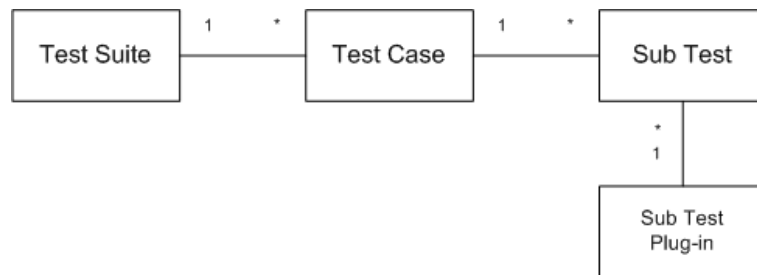 1 * 1 *
Test Suite Test Case Sub Test
*
1
Sub Test
Plug-in